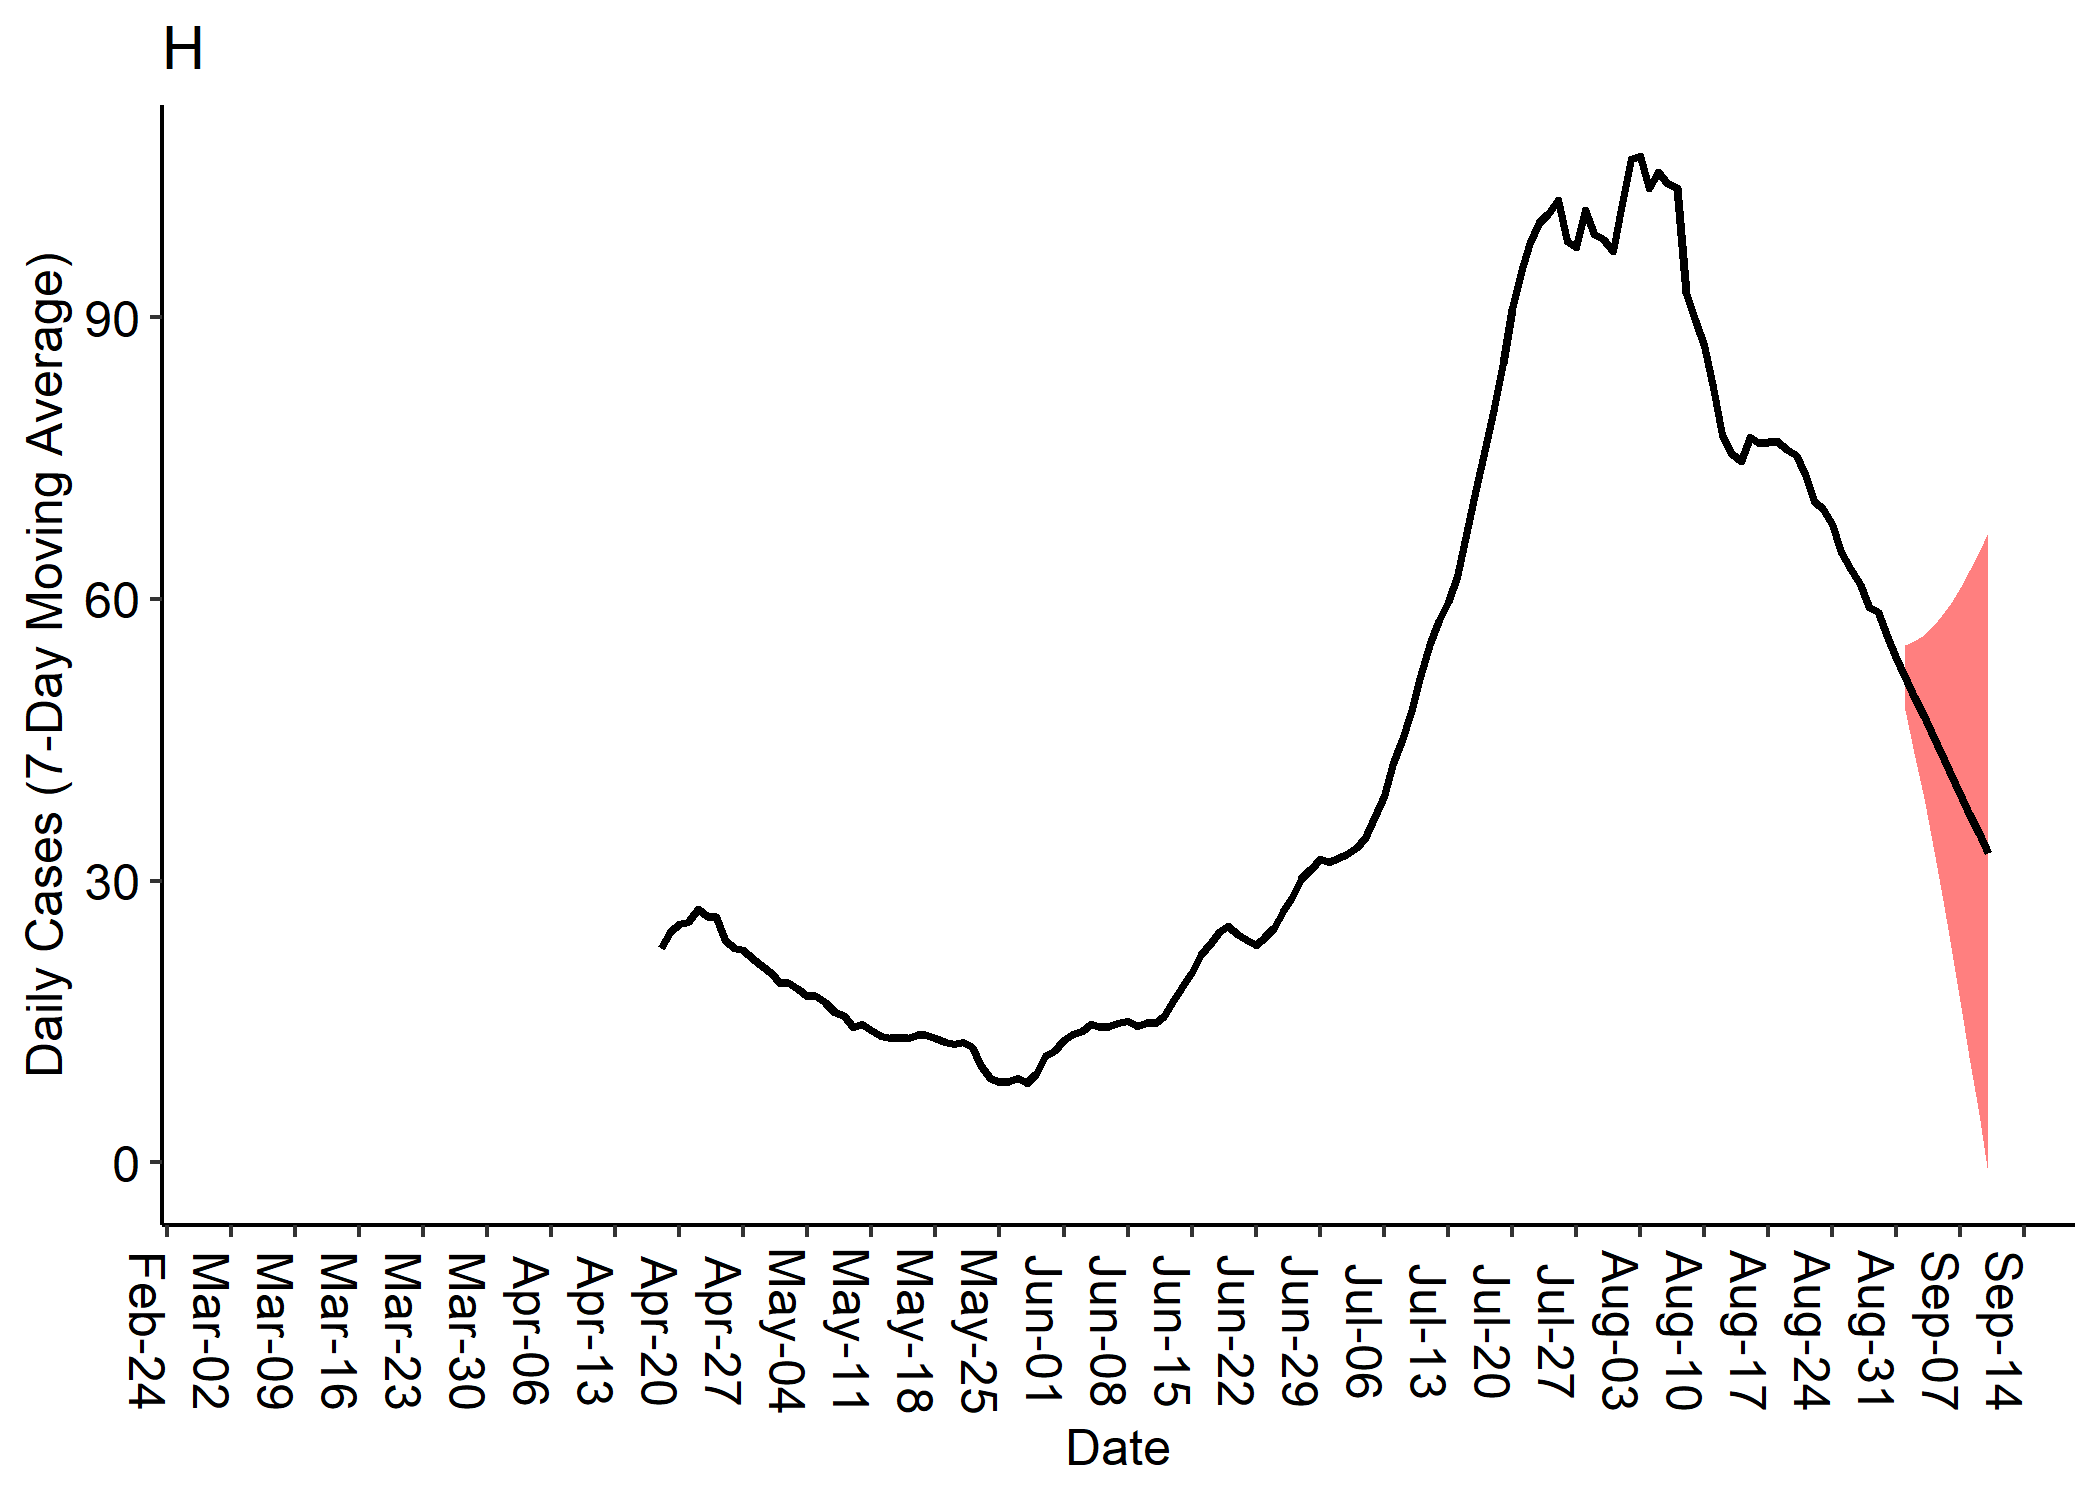 H
Daily Cases (7-Day Moving Average)
90
60
30
0
Feb-24
Mar-02
Mar-09
Mar-16
Mar-23
Mar-30
Apr-06
Apr-13
Apr-20
Apr-27
May-04
May-11
May-18
May-25
Jun-01
Jun-08
Jun-15
Jun-22
Jun-29
Jul-06
Jul-13
Jul-20
Jul-27
Aug-03
Aug-10
Aug-17
Aug-24
Aug-31
Sep-07
Sep-14
Date